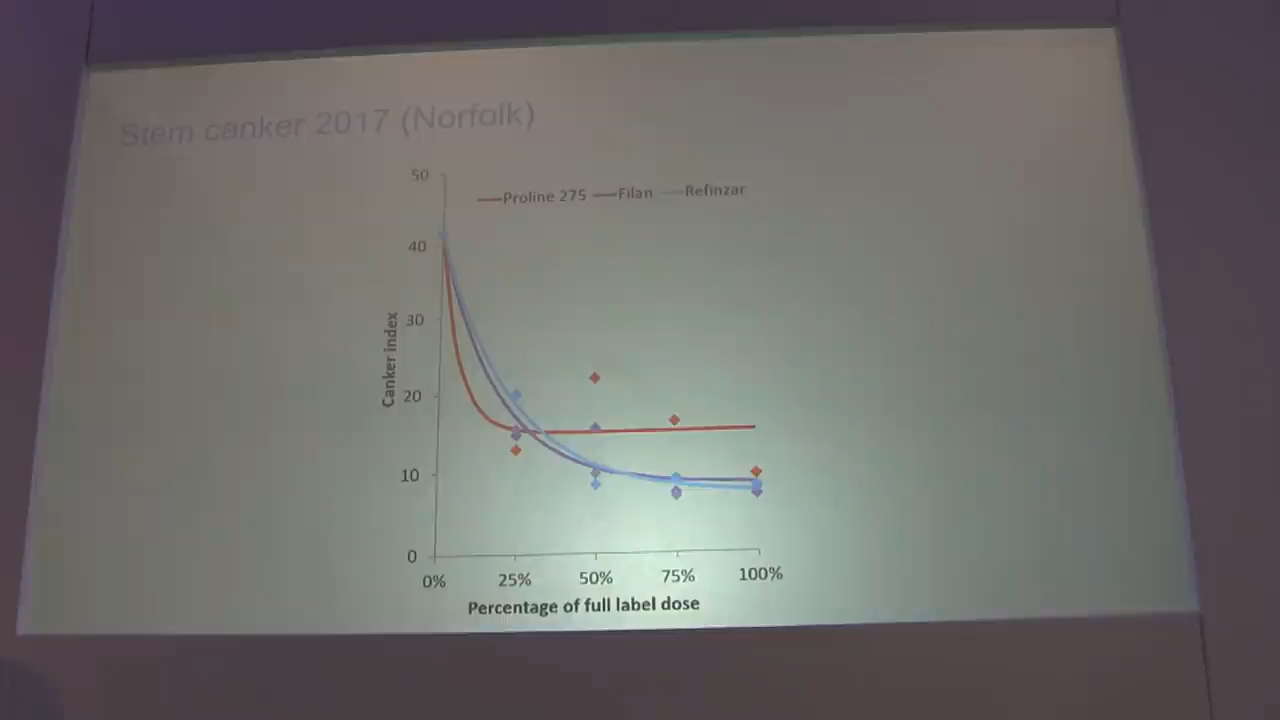 Stem canker 2017 (Norfolk)
50
Proline 275 Filan Refinzar
40
30
Canker index
20
10
0
0% 25% 50% 75% 100%
Percentage of full label dose